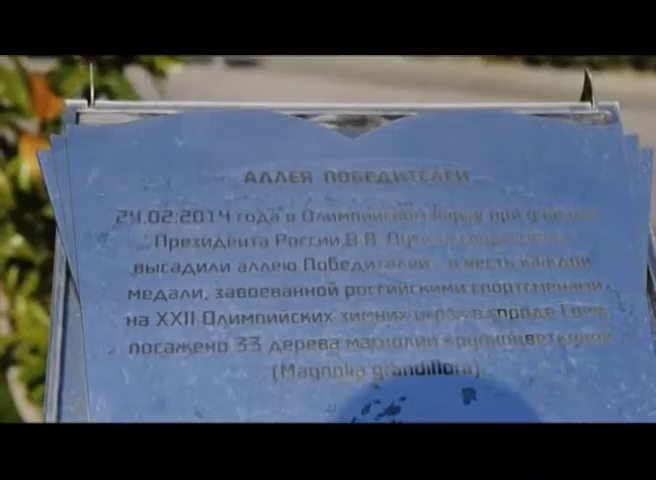 АЛЛЕЯ ПОБЕДИТЕЛЕЙ
24.02.2014 года в Олимпийском парке при участии
Президента России В.В. Путина
высадили аллею Победителей - в честь каждой
медали, завоеванной российскими спортсменами
на XXII Олимпийских зимних играх в городе Сочи,
посажено 33 дерева магнолии крупноцветковой
(Magnolia grandiflora)